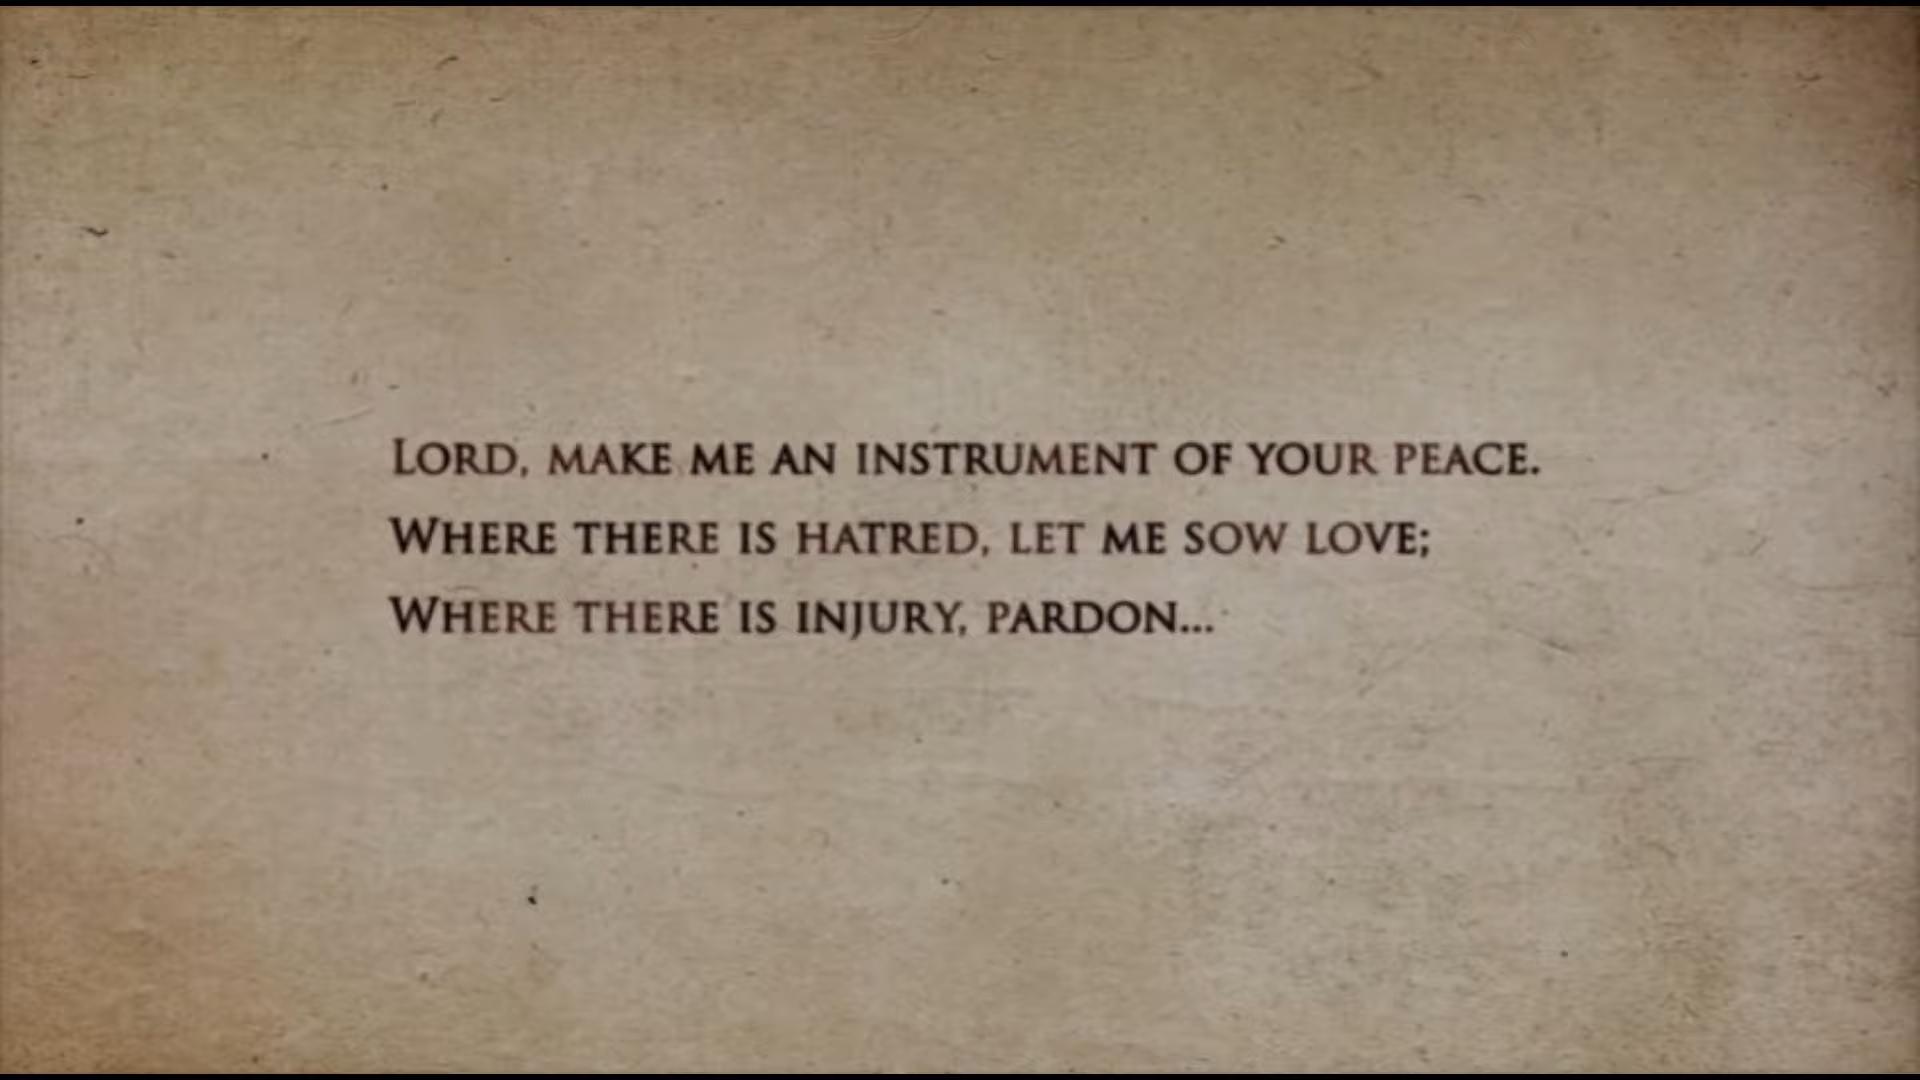 Lord, make me an instrument of your peace.
Where there is hatred, let me sow love;
Where there is injury, pardon...